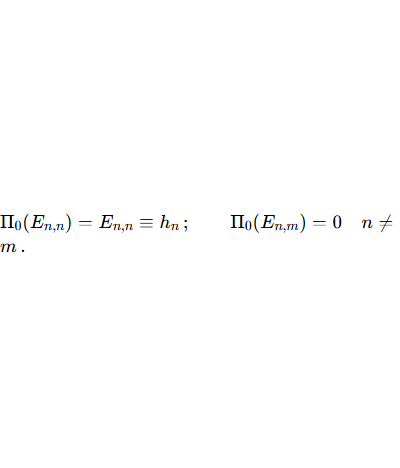 Π₀(Eₙ,ₙ) = Eₙ,ₙ ≡ hₙ ; Π₀(Eₙ,ₘ) = 0 n ≠
m .